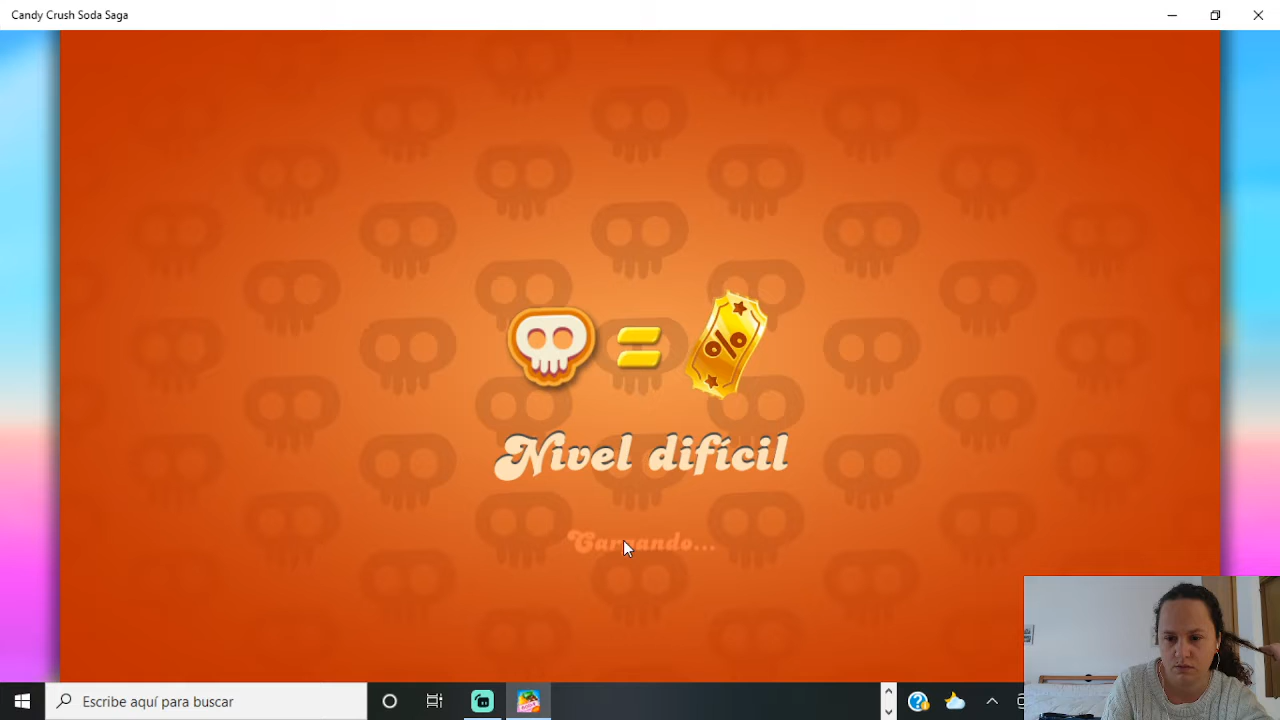 Candy Crush Soda Saga
%
Nivel difícil
Cargando...
Escribe aquí para buscar